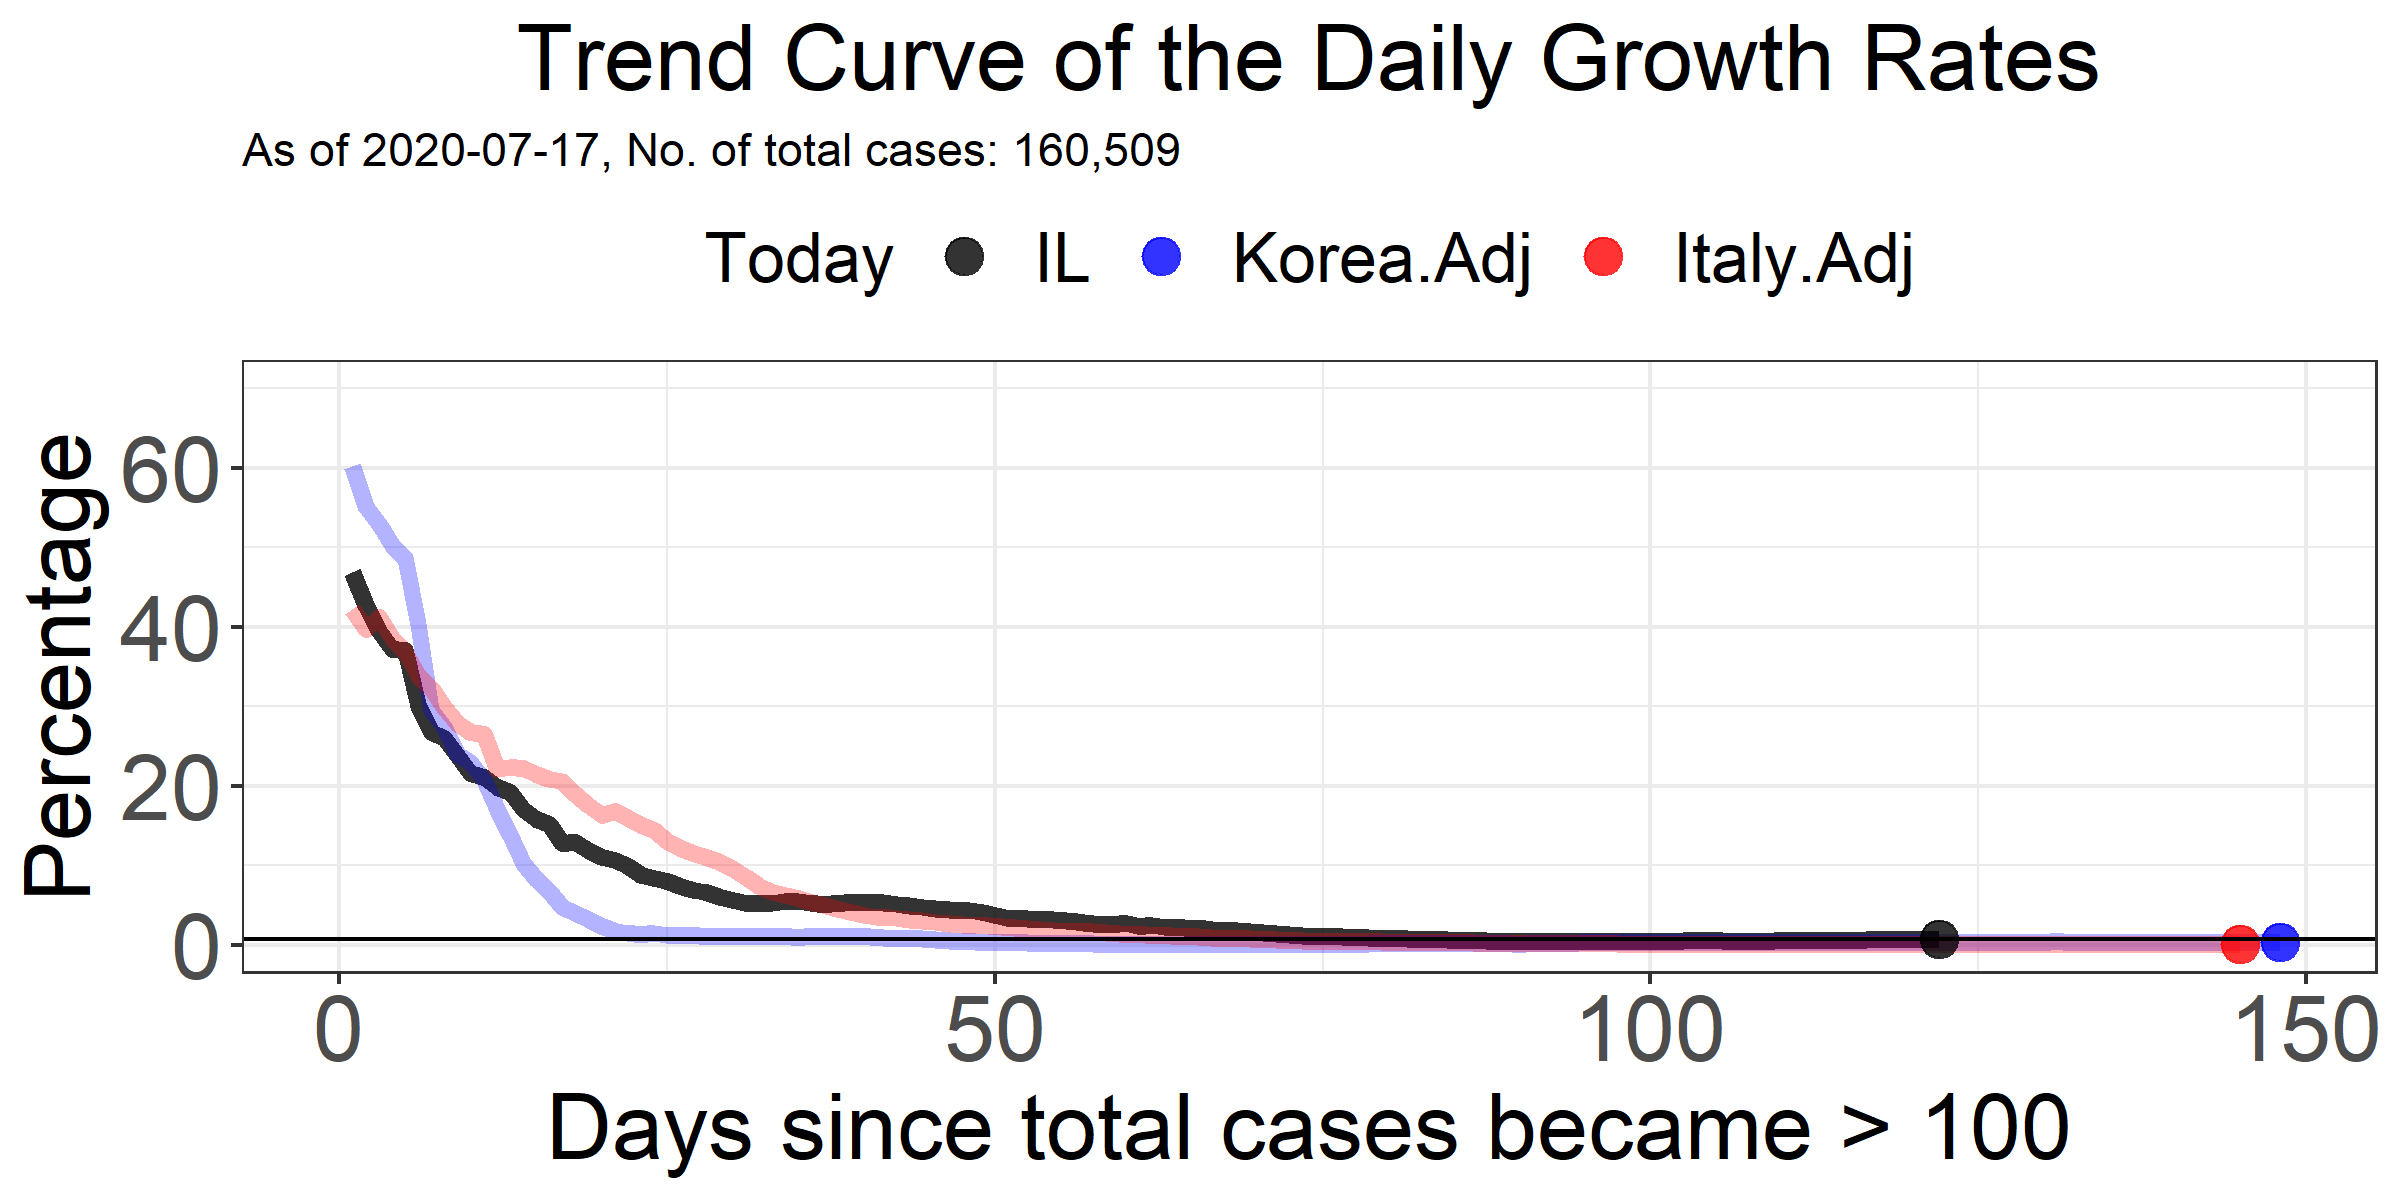 Trend Curve of the Daily Growth Rates
As of 2020-07-17, No. of total cases: 160,509
Today IL Korea.Adj Italy.Adj
Percentage
60
40
20
0
0 50 100 150
Days since total cases became > 100